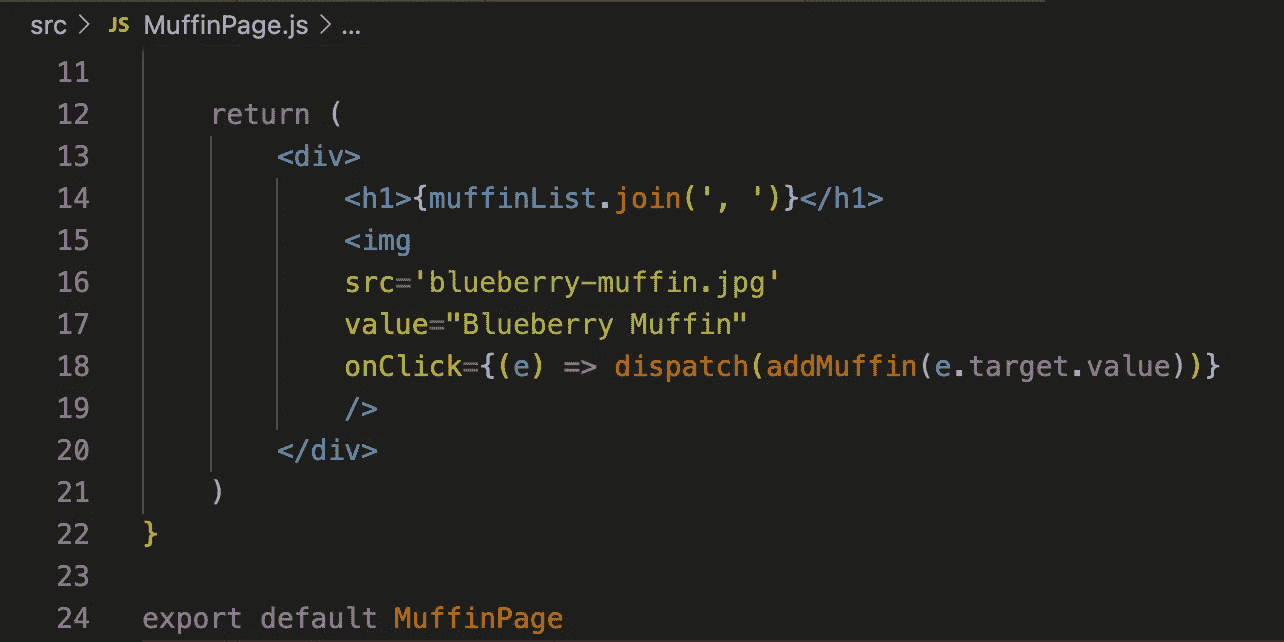 src > JS MuffinPage.js > ...
11
12 return (
13 <div>
14 <h1>{muffinList.join(', ')}</h1>
15 <img
16 src='blueberry-muffin.jpg'
17 value="Blueberry Muffin"
18 onClick={(e) => dispatch(addMuffin(e.target.value))}
19 />
20 </div>
21 )
22 }
23
24 export default MuffinPage